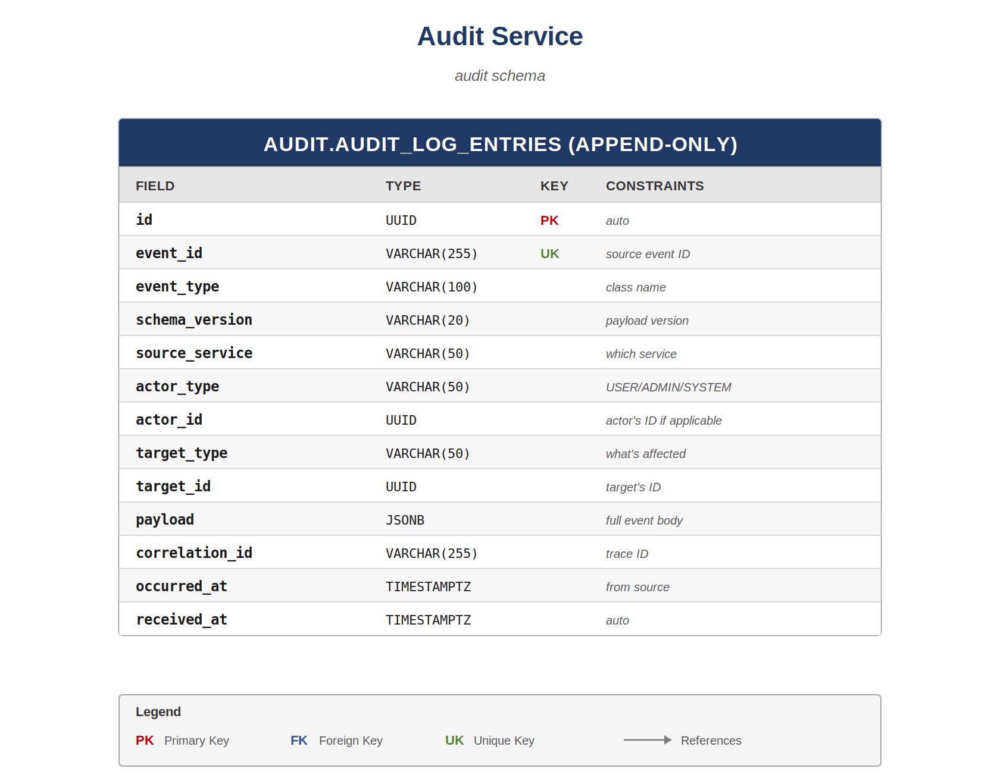 Audit Service
audit schema
AUDIT.AUDIT_LOG_ENTRIES (APPEND-ONLY)
FIELD TYPE KEY CONSTRAINTS
id UUID PK auto
event_id VARCHAR(255) UK source event ID
event_type VARCHAR(100) class name
schema_version VARCHAR(20) payload version
source_service VARCHAR(50) which service
actor_type VARCHAR(50) USER/ADMIN/SYSTEM
actor_id UUID actor's ID if applicable
target_type VARCHAR(50) what's affected
target_id UUID target's ID
payload JSONB full event body
correlation_id VARCHAR(255) trace ID
occurred_at TIMESTAMPTZ from source
received_at TIMESTAMPTZ auto
Legend
PK Primary Key FK Foreign Key UK Unique Key References